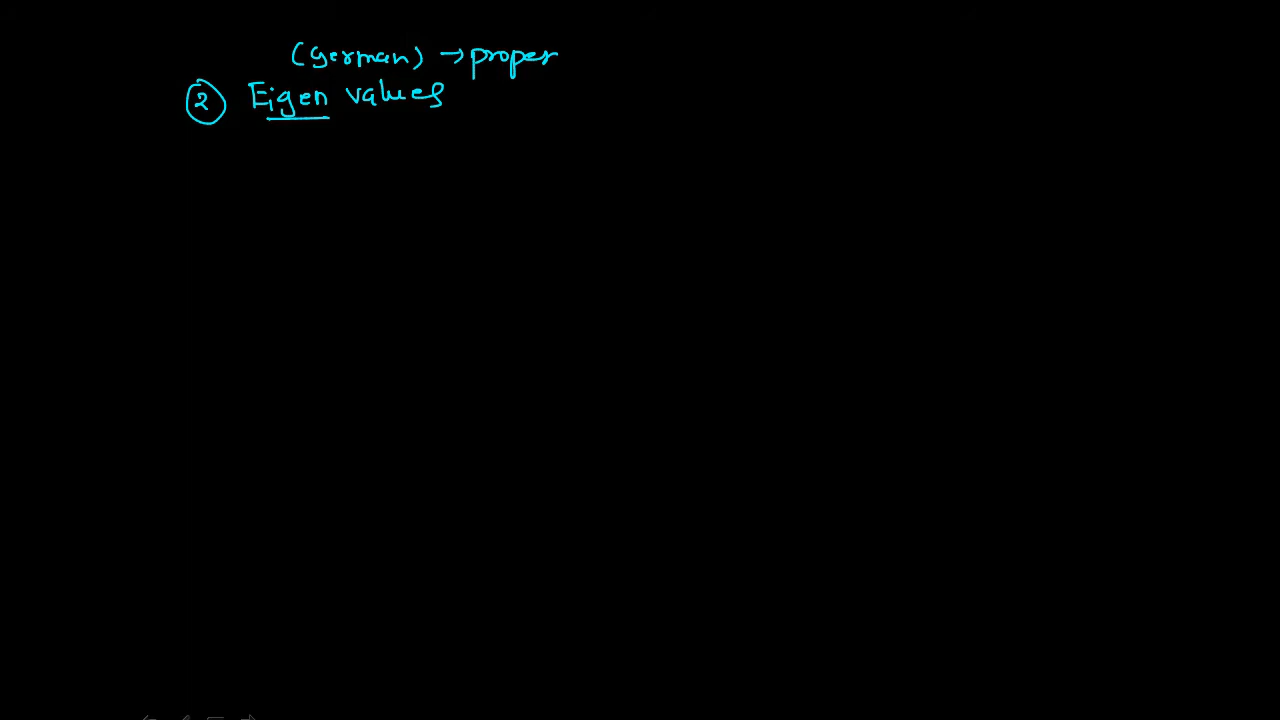 (German) → proper
② Eigen values